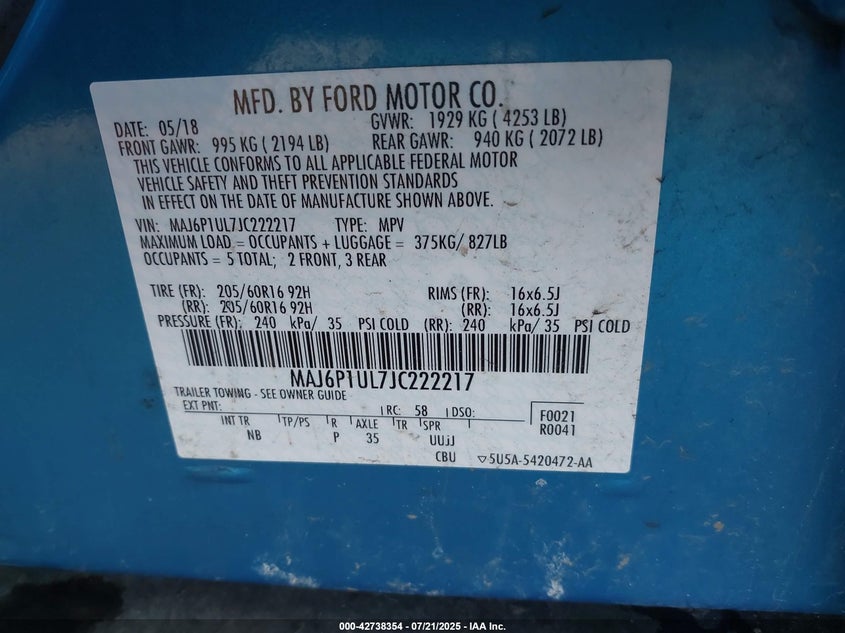 MFD. BY FORD MOTOR CO.
DATE: 05/18 GVWR: 1929 KG ( 4253 LB)
FRONT GAWR: 995 KG ( 2194 LB) REAR GAWR: 940 KG ( 2072 LB)
THIS VEHICLE CONFORMS TO ALL APPLICABLE FEDERAL MOTOR
VEHICLE SAFETY AND THEFT PREVENTION STANDARDS
IN EFFECT ON THE DATE OF MANUFACTURE SHOWN ABOVE.
VIN: MAJ6P1UL7JC222217 TYPE: MPV
MAXIMUM LOAD = OCCUPANTS + LUGGAGE = 375KG/ 827LB
OCCUPANTS = 5 TOTAL; 2 FRONT, 3 REAR
TIRE (FR): 205/60R16 92H RIMS (FR): 16x6.5J
(RR): 205/60R16 92H (RR): 16x6.5J
PRESSURE (FR): 240 kPa/ 35 PSI COLD (RR): 240 kPa/ 35 PSI COLD
MAJ6P1UL7JC222217
TRAILER TOWING - SEE OWNER GUIDE
EXT PNT: RC: 58 DSO: F0021
INT TR TP/PS R AXLE TR SPR R0041
NB P 35 UUJJ
CBU ▽5U5A-5420472-AA
000-42738354 | 07/21/2025 - IAA Inc.